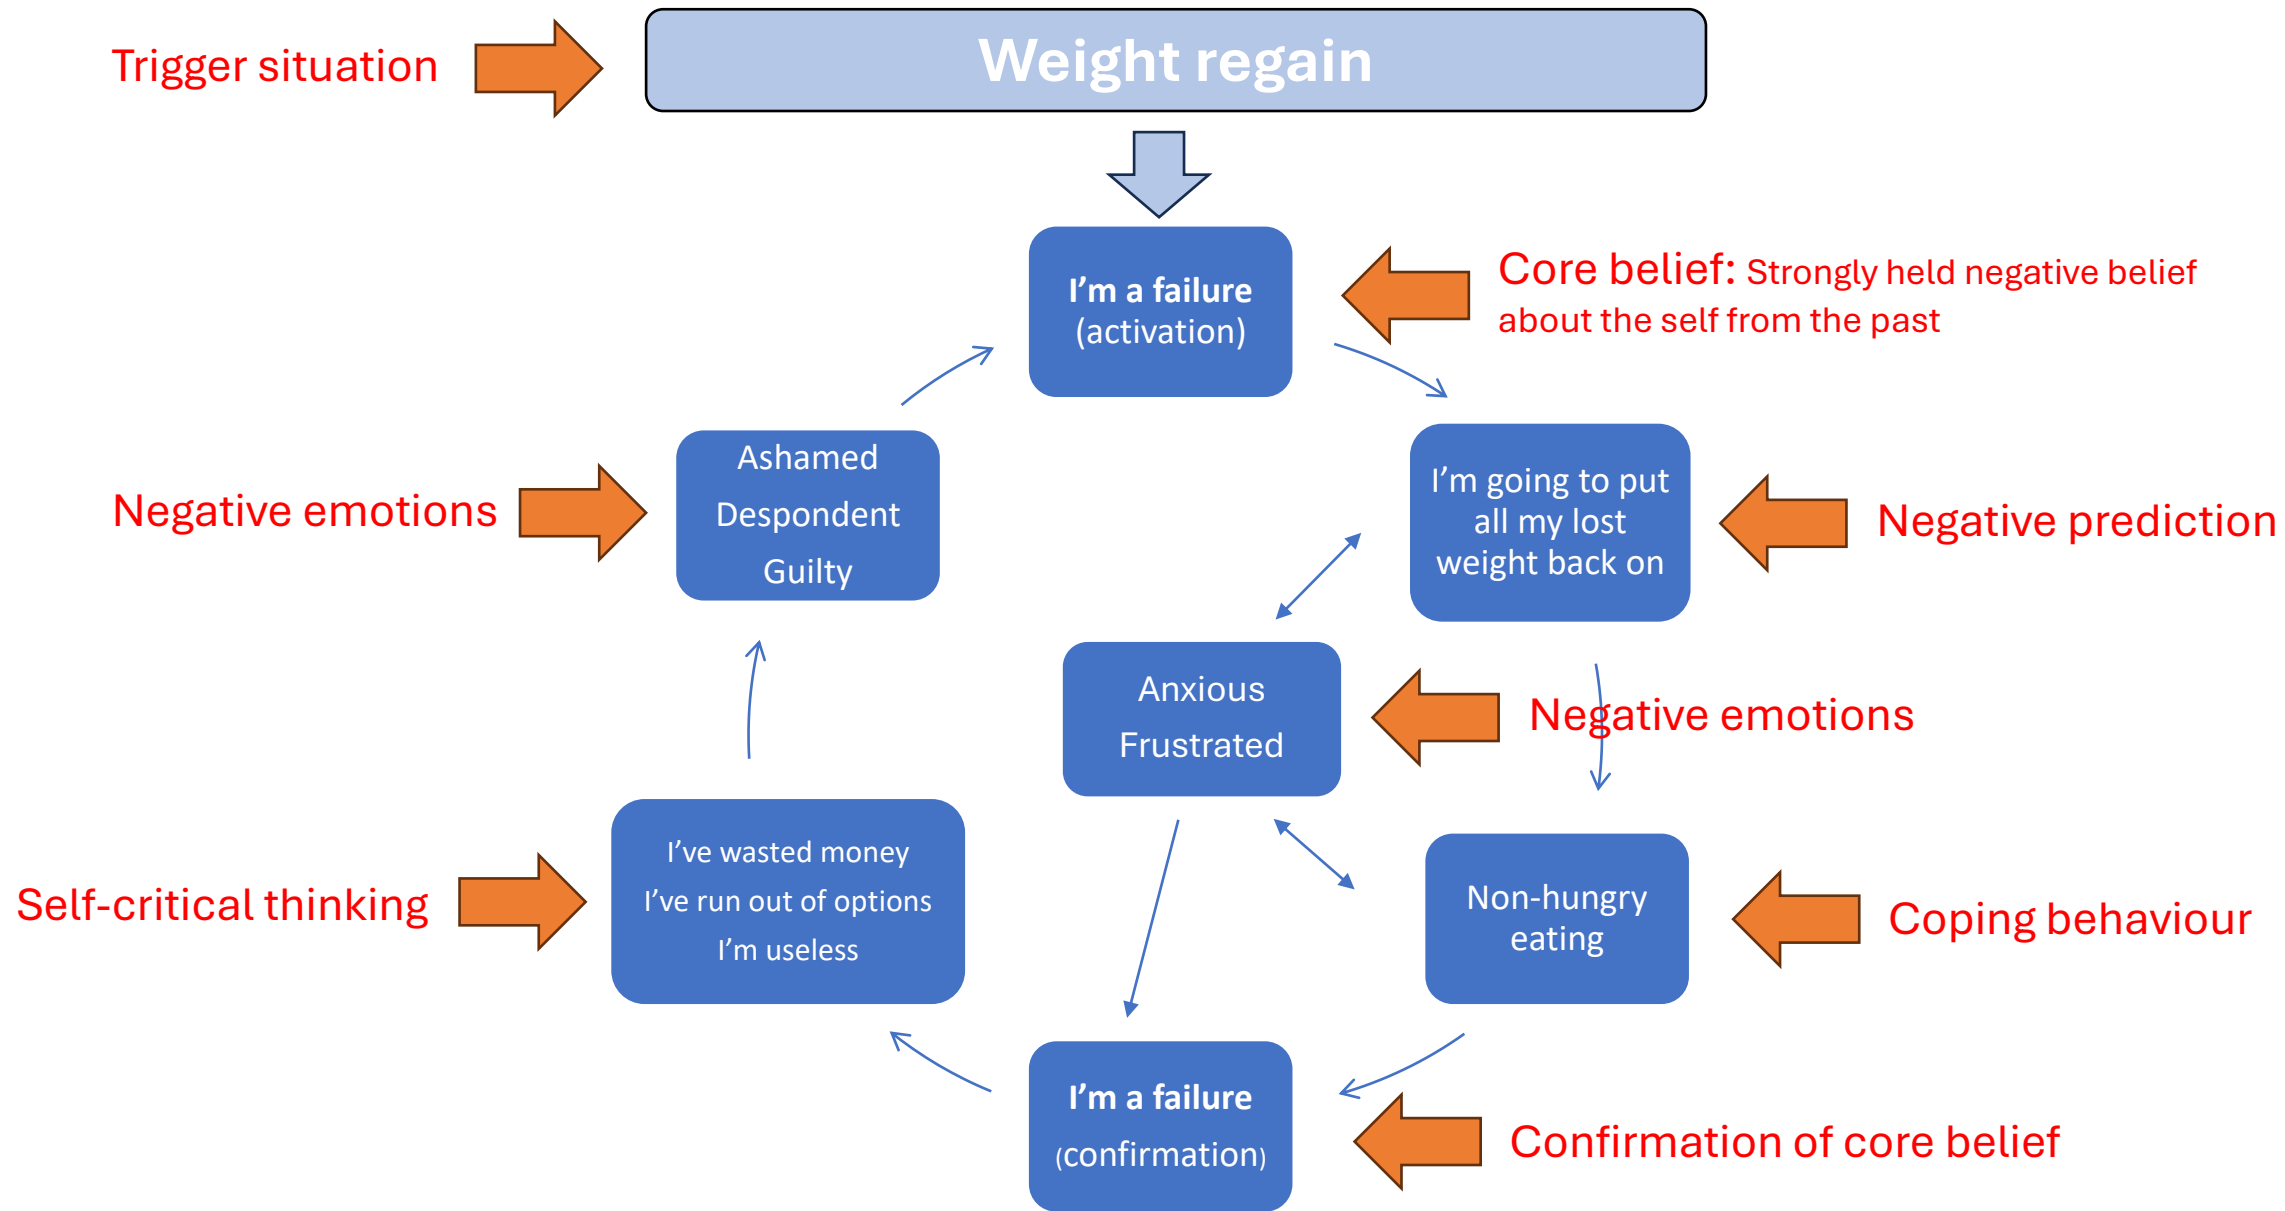 Weight regain
Trigger situation
I'm a failure
(activation)
Core belief: Strongly held negative belief
about the self from the past
I'm going to put
all my lost
weight back on
Negative prediction
Anxious
Frustrated
Negative emotions
Non-hungry
eating
Coping behaviour
I'm a failure
(confirmation)
Confirmation of core belief
I've wasted money
I've run out of options
I'm useless
Self-critical thinking
Ashamed
Despondent
Guilty
Negative emotions